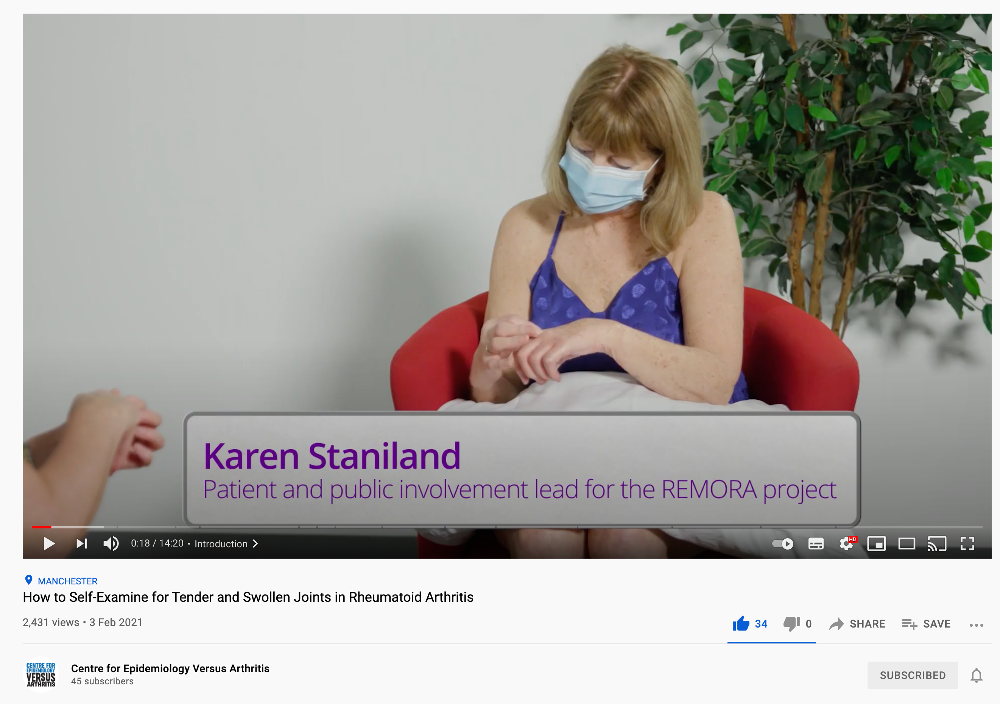 Karen Staniland
Patient and public involvement lead for the REMORA project
0:18 / 14:20 • Introduction
HD
MANCHESTER
How to Self-Examine for Tender and Swollen Joints in Rheumatoid Arthritis
2,431 views • 3 Feb 2021
34
0
SHARE
SAVE
CENTRE FOR
EPIDEMIOLOGY
VERSUS
ARTHRITIS
Centre for Epidemiology Versus Arthritis
45 subscribers
SUBSCRIBED